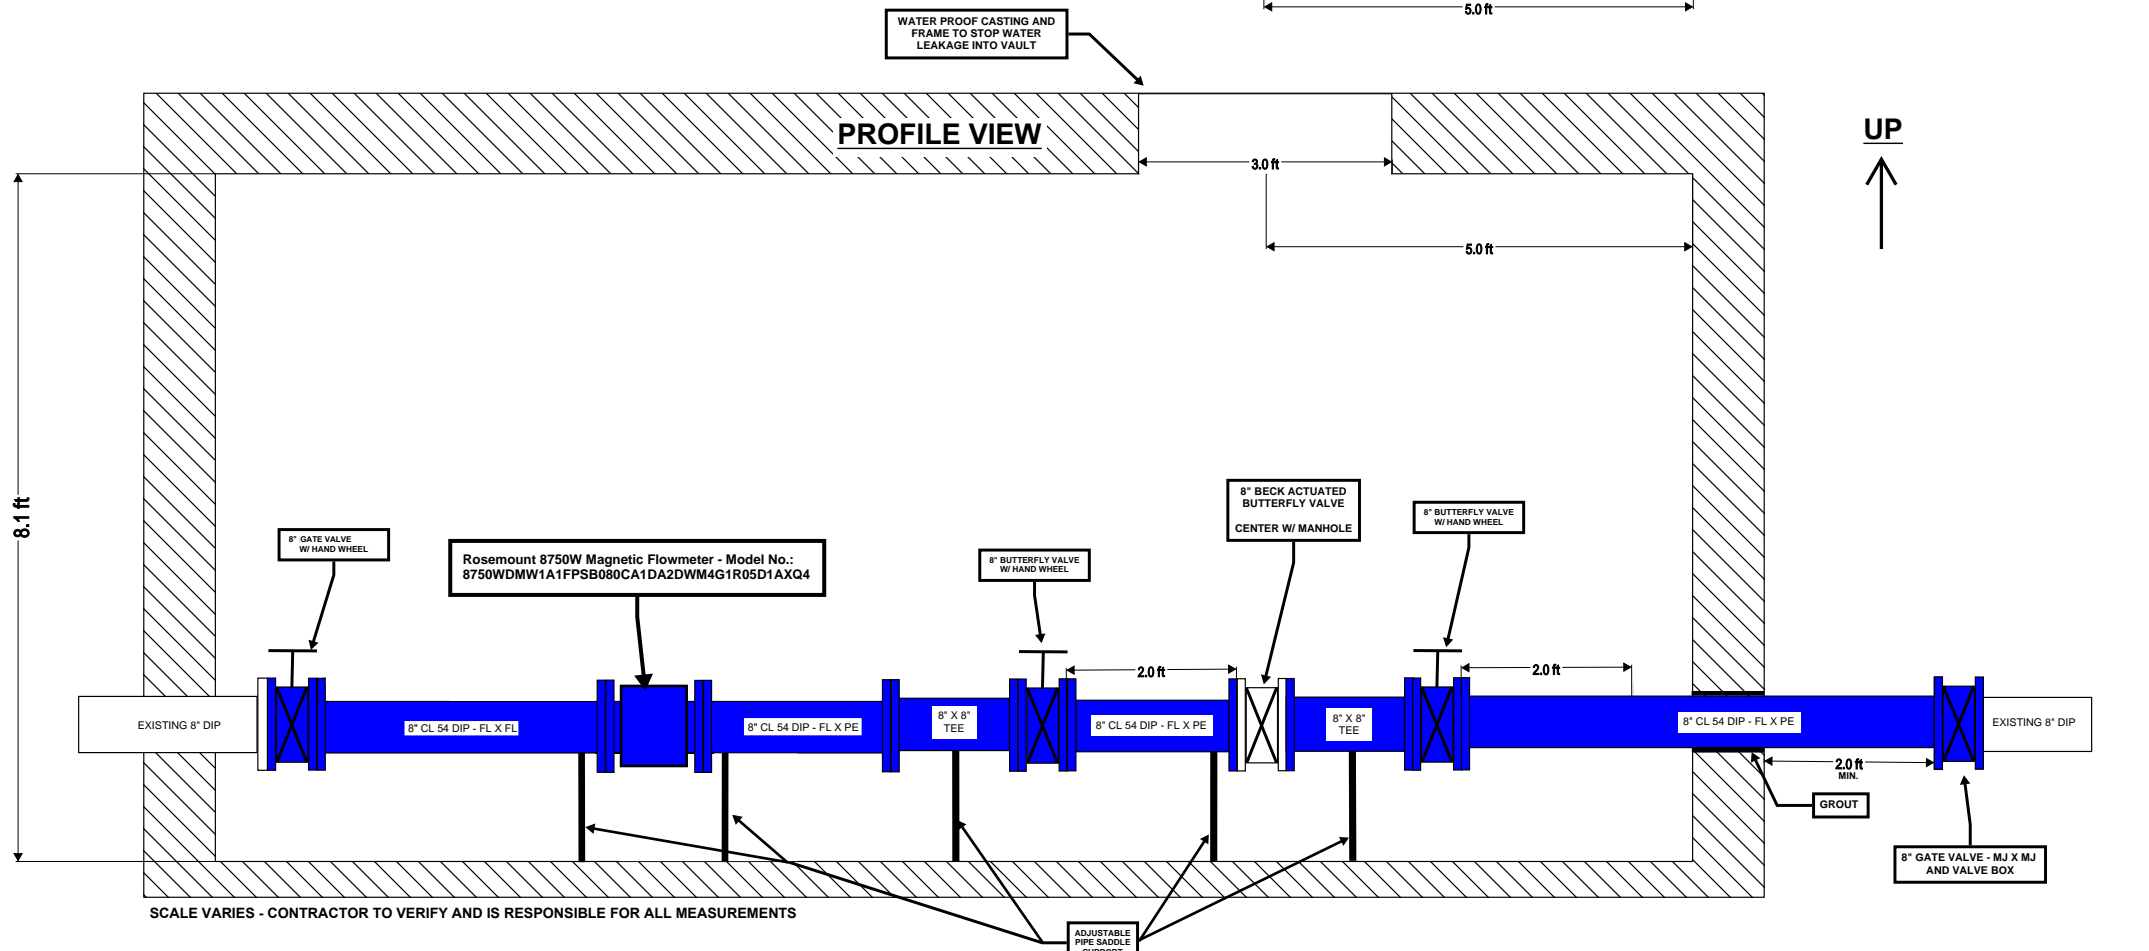 5.0 ft
WATER PROOF CASTING AND
FRAME TO STOP WATER
LEAKAGE INTO VAULT
PROFILE VIEW
UP
3.0 ft
5.0 ft
8.1 ft
8" GATE VALVE
W/ HAND WHEEL
Rosemount 8750W Magnetic Flowmeter - Model No.:
8750WDMW1A1FPSB080CA1DA2DWM4G1R05D1AXQ4
8" BUTTERFLY VALVE
W/ HAND WHEEL
8" BECK ACTUATED
BUTTERFLY VALVE
CENTER W/ MANHOLE
8" BUTTERFLY VALVE
W/ HAND WHEEL
2.0 ft
2.0 ft
EXISTING 8" DIP
8" CL 54 DIP - FL X FL
8" CL 54 DIP - FL X PE
8" X 8"
TEE
8" CL 54 DIP - FL X PE
8" X 8"
TEE
8" CL 54 DIP - FL X PE
EXISTING 8" DIP
2.0 ft
MIN.
GROUT
8" GATE VALVE - MJ X MJ
AND VALVE BOX
SCALE VARIES - CONTRACTOR TO VERIFY AND IS RESPONSIBLE FOR ALL MEASUREMENTS
ADJUSTABLE
PIPE SADDLE
SUPPORT